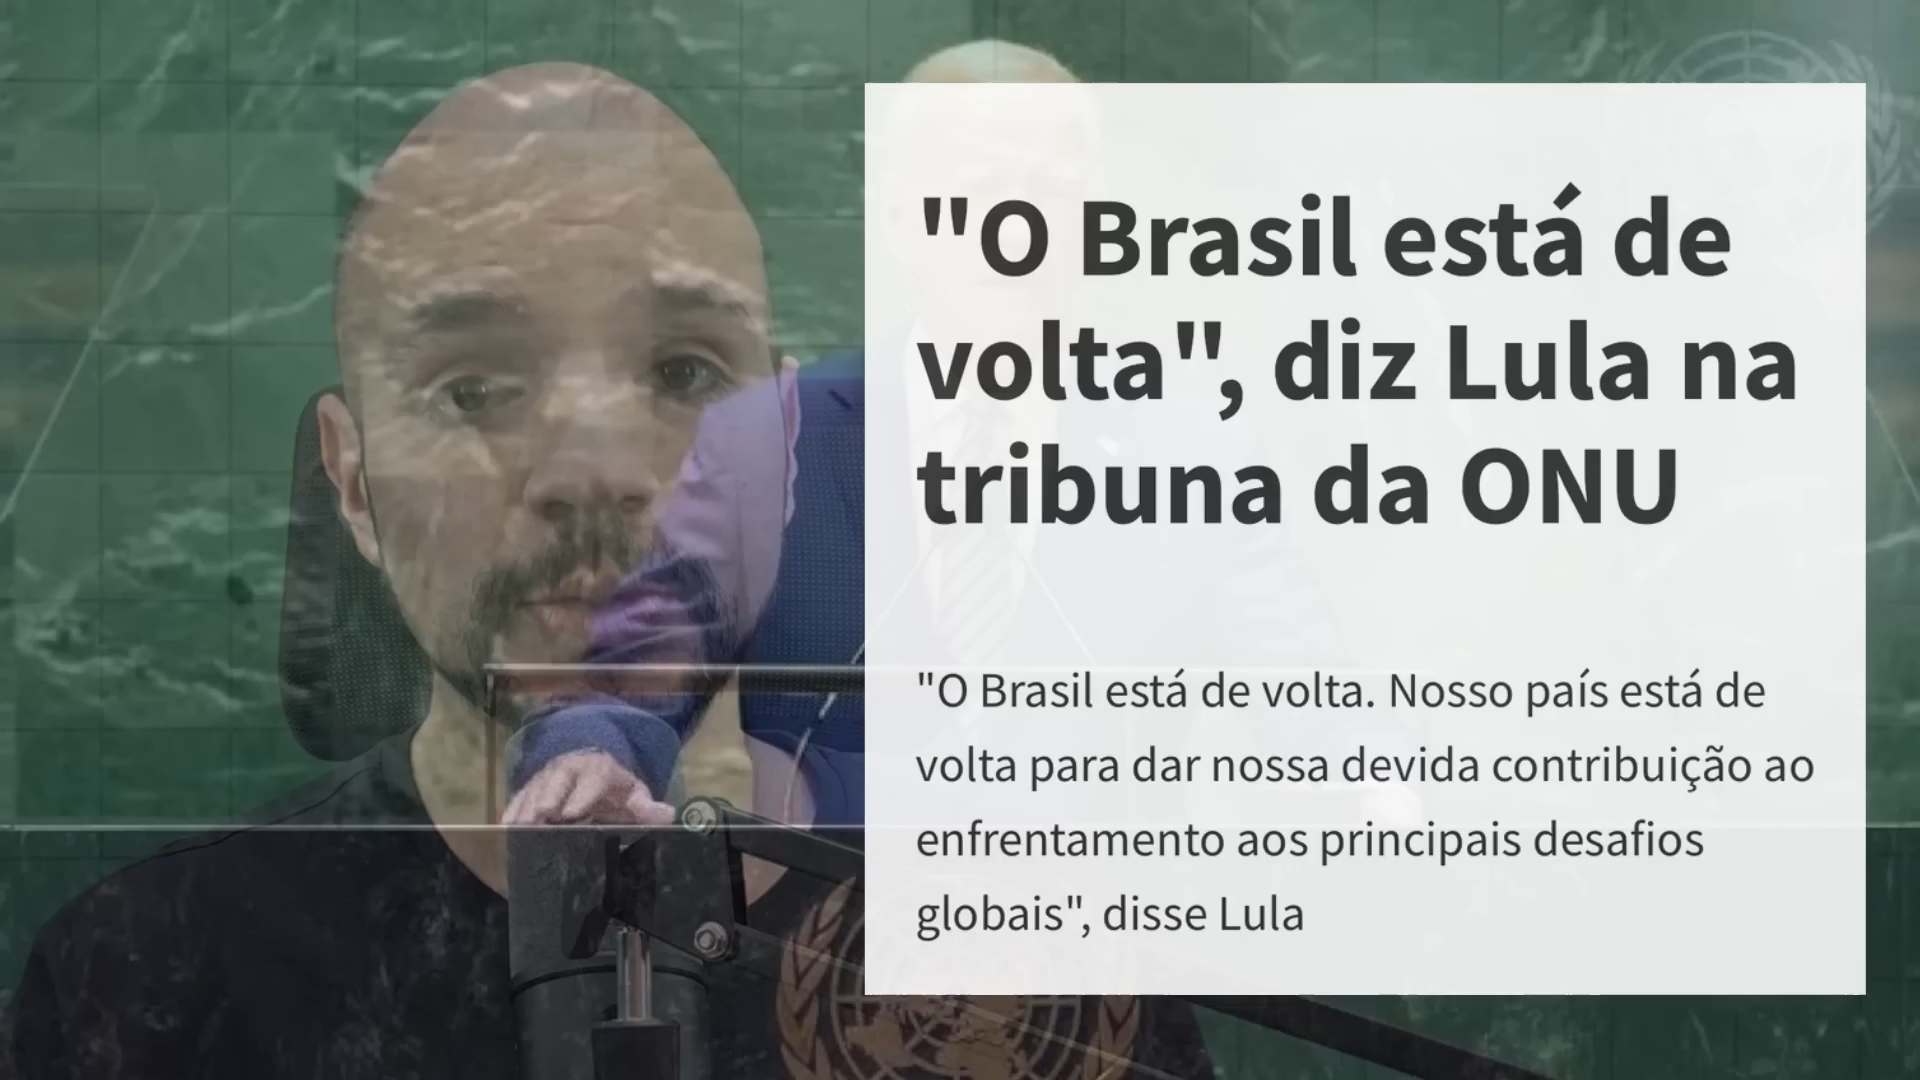 "O Brasil está de
volta", diz Lula na
tribuna da ONU
"O Brasil está de volta. Nosso país está de
volta para dar nossa devida contribuição ao
enfrentamento aos principais desafios
globais", disse Lula